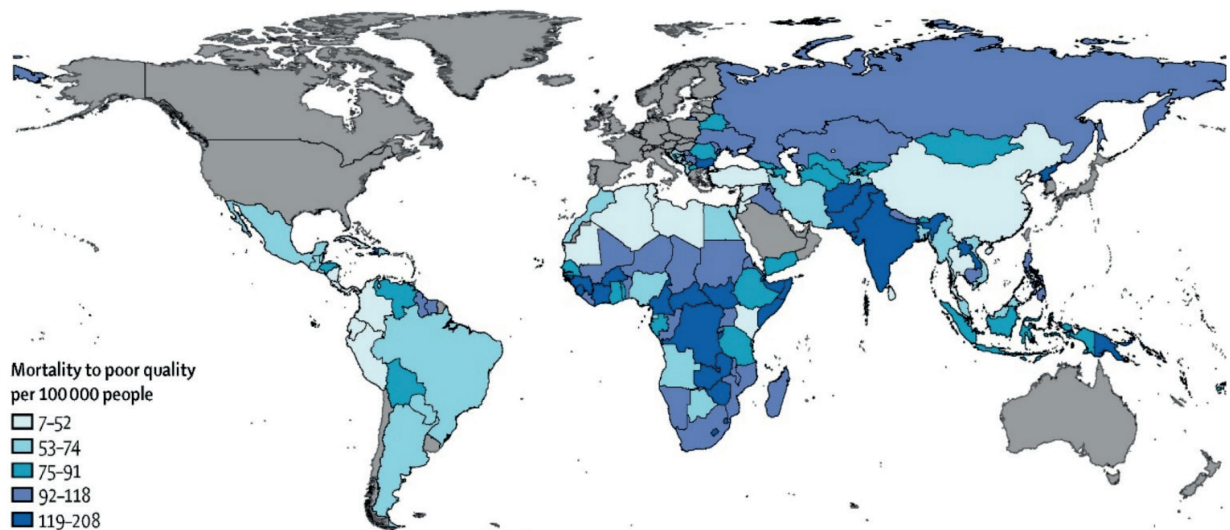 Mortality to poor quality
per 100 000 people
7–52
53–74
75–91
92–118
119–208